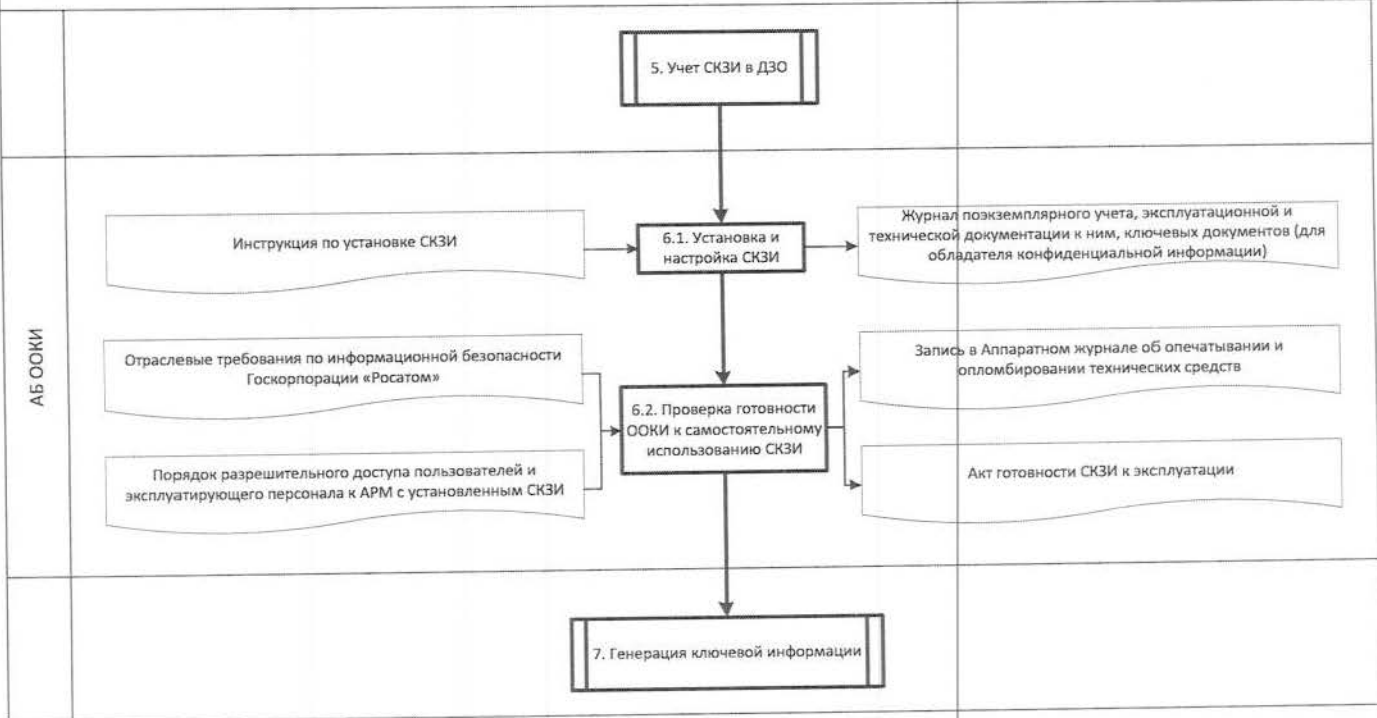 5. Учет СКЗИ в ДЗО
АБ ООКИ
Инструкция по установке СКЗИ
6.1. Установка и
настройка СКЗИ
Журнал поэкземплярного учета, эксплуатационной и
технической документации к ним, ключевых документов (для
обладателя конфиденциальной информации)
Отраслевые требования по информационной безопасности
Госкорпорации «Росатом»
Порядок разрешительного доступа пользователей и
эксплуатирующего персонала к АРМ с установленным СКЗИ
6.2. Проверка готовности
ООКИ к самостоятельному
использованию СКЗИ
Запись в Аппаратном журнале об опечатывании и
опломбировании технических средств
Акт готовности СКЗИ к эксплуатации
7. Генерация ключевой информации